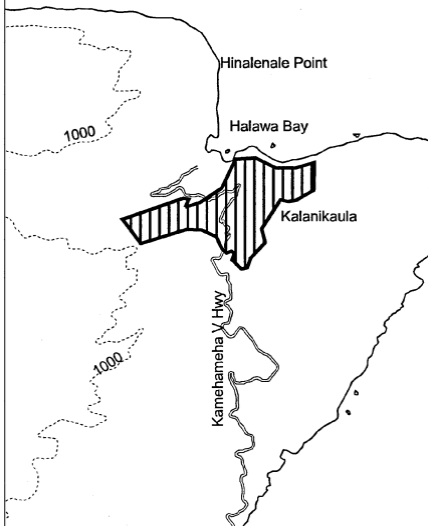 Hinalenale Point
Halawa Bay
1000
Kalanikaula
Kamehameha V Hwy
1000